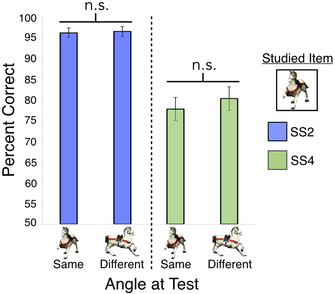 n.s.
n.s.
Percent Correct
100
95
90
85
80
75
70
65
60
55
50
Studied Item
SS2
SS4
Same
Different
Same
Different
Angle at Test